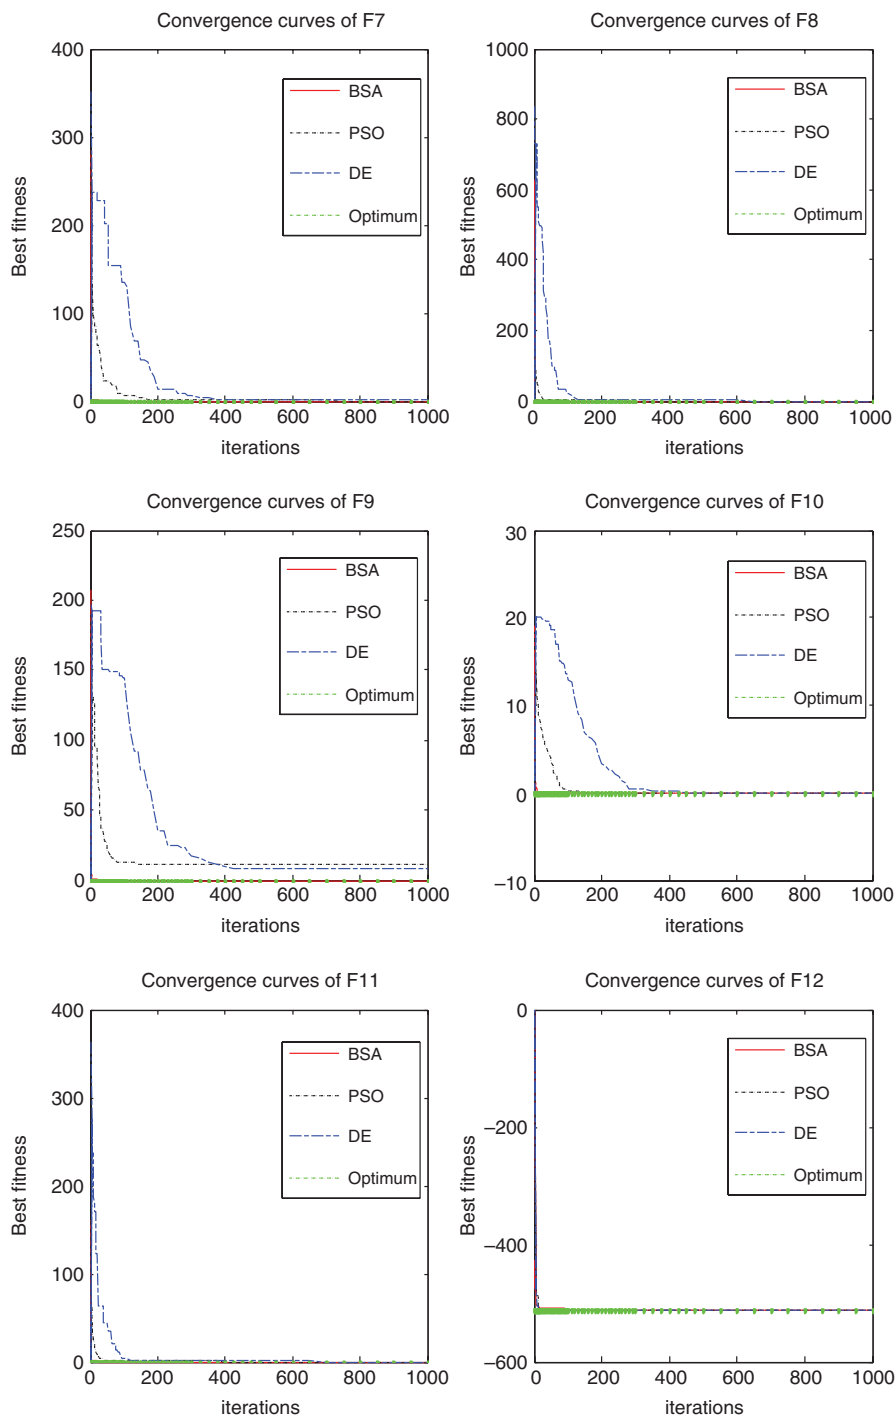 Convergence curves of F7
400
300
200
100
0
0
200
400
600
800
1000
Best fitness
iterations
BSA
PSO
DE
Optimum
Convergence curves of F8
1000
800
600
400
200
0
0
200
400
600
800
1000
Best fitness
iterations
BSA
PSO
DE
Optimum
Convergence curves of F9
250
200
150
100
50
0
0
200
400
600
800
1000
Best fitness
iterations
BSA
PSO
DE
Optimum
Convergence curves of F10
30
20
10
0
−10
0
200
400
600
800
1000
Best fitness
iterations
BSA
PSO
DE
Optimum
Convergence curves of F11
400
300
200
100
0
0
200
400
600
800
1000
Best fitness
iterations
BSA
PSO
DE
Optimum
Convergence curves of F12
0
−200
−400
−600
0
200
400
600
800
1000
Best fitness
iterations
BSA
PSO
DE
Optimum